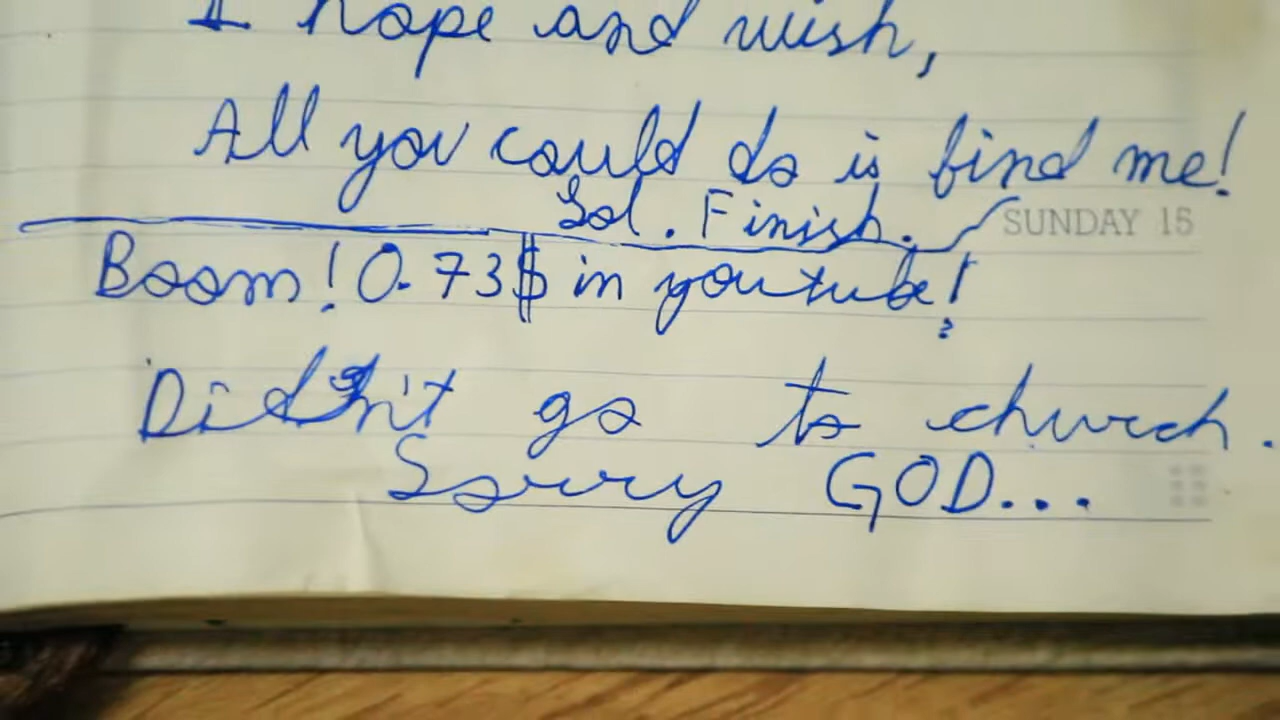 I hope and wish,
All you could do is find me!
Sol. Finish.
SUNDAY 15
Boom! 0.73$ in youtube!
Didn't go to church.
Sorry GOD...